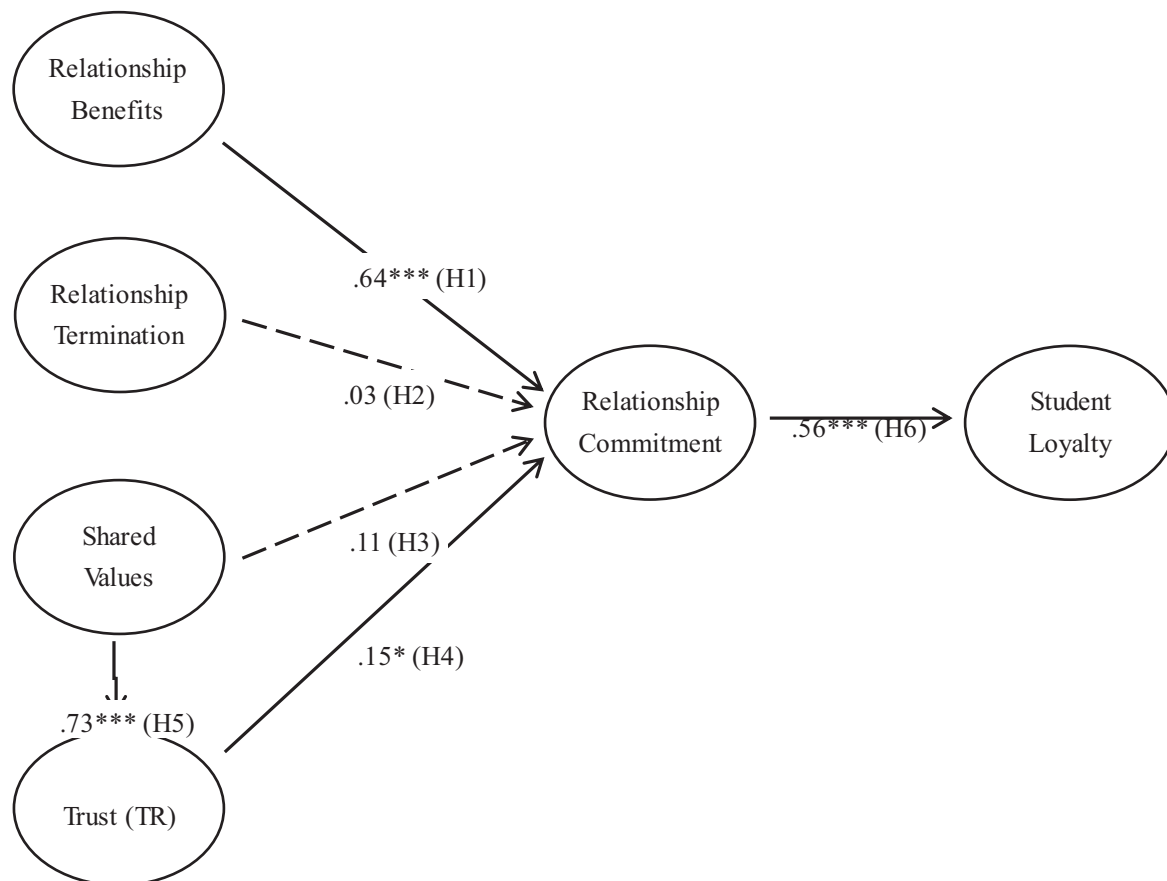 Relationship
Benefits
.64*** (H1)
Relationship
Termination
.03 (H2)
Relationship
Commitment
.56*** (H6)
Student
Loyalty
Shared
Values
.11 (H3)
.15* (H4)
.73*** (H5)
Trust (TR)